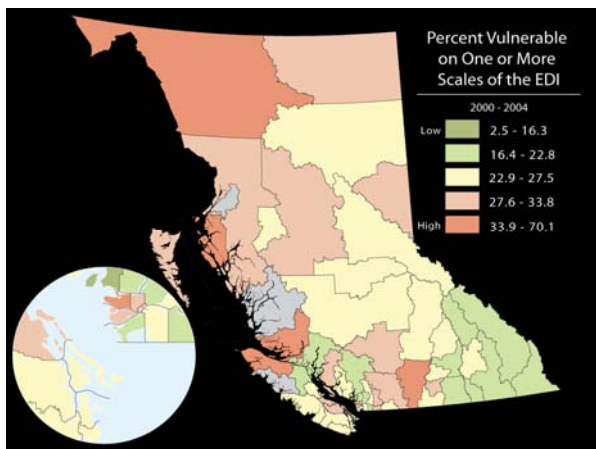 Percent Vulnerable
on One or More
Scales of the EDI
2000 - 2004
Low 2.5 - 16.3
16.4 - 22.8
22.9 - 27.5
27.6 - 33.8
High 33.9 - 70.1